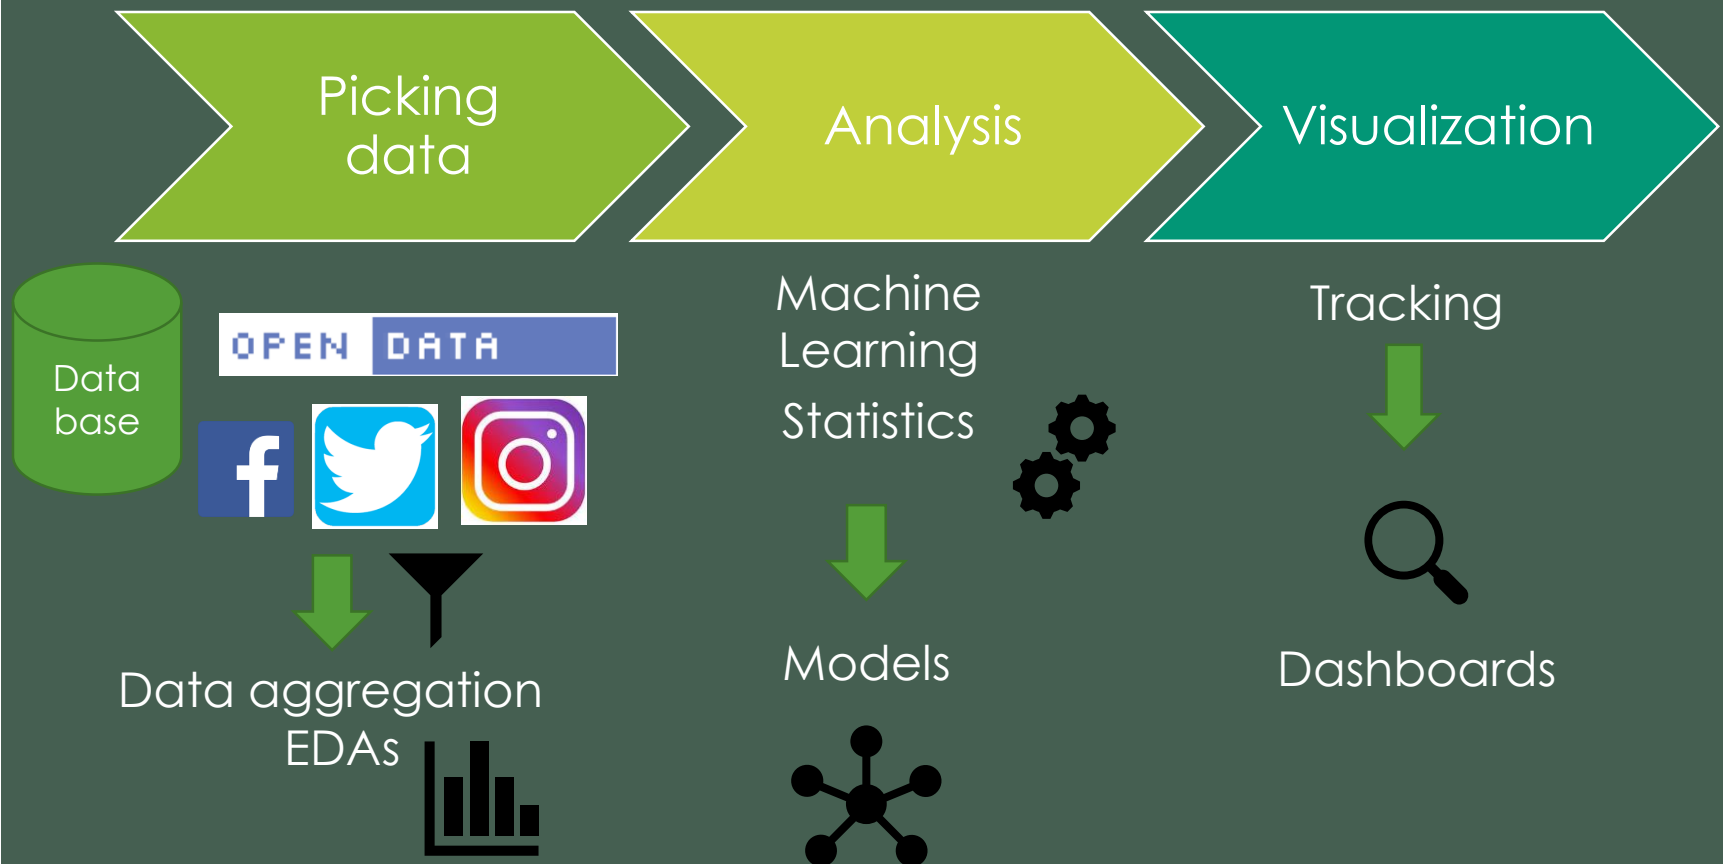 Picking
data
Analysis
Visualization
Data
base
OPEN DATA
f
Data aggregation
EDAs
Machine
Learning
Statistics
Models
Tracking
Dashboards